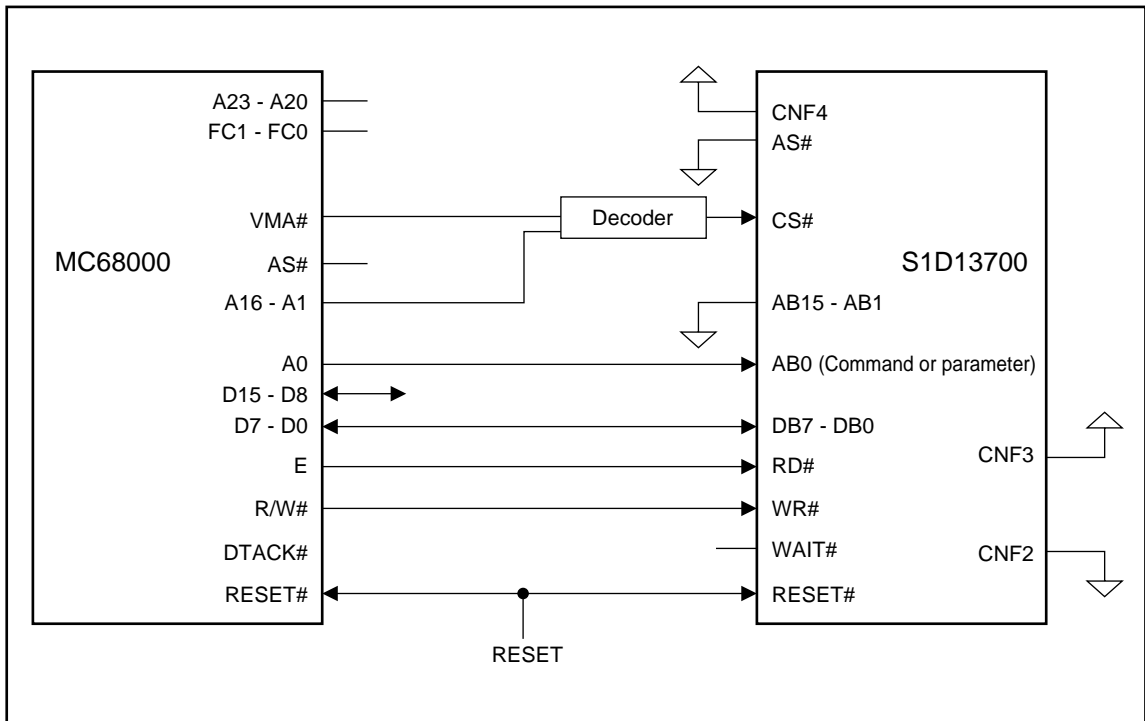 A23 - A20
FC1 - FC0
VMA#
MC68000
AS#
A16 - A1
A0
D15 - D8
D7 - D0
E
R/W#
DTACK#
RESET#
Decoder
RESET
CNF4
AS#
CS#
S1D13700
AB15 - AB1
AB0 (Command or parameter)
DB7 - DB0
CNF3
RD#
WR#
WAIT#
CNF2
RESET#